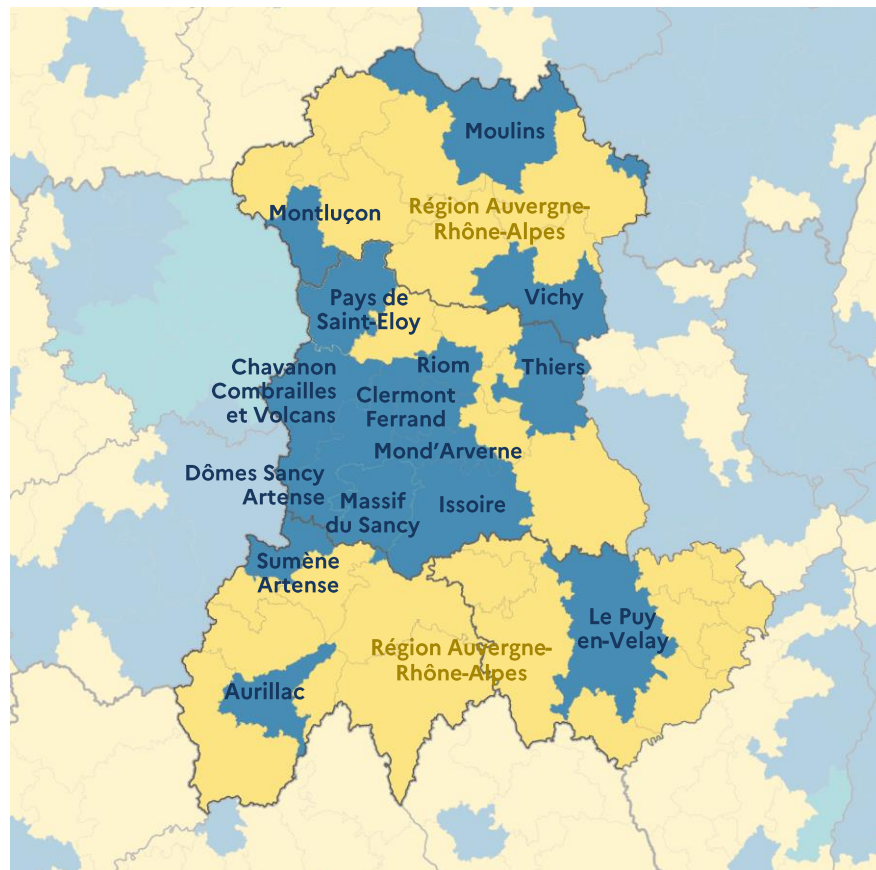 Moulins
Montluçon
Région Auvergne-
Rhône-Alpes
Pays de
Saint-Eloy
Vichy
Chavanon
Combrailles
et Volcans
Riom
Thiers
Clermont
Ferrand
Mond'Arverne
Dômes Sancy
Artense
Massif
du Sancy
Issoire
Sumène
Artense
Le Puy
en-Velay
Région Auvergne-
Rhône-Alpes
Aurillac